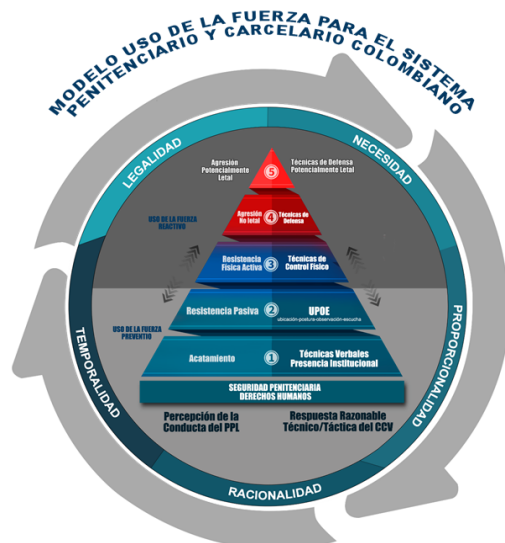 MODELO USO DE LA FUERZA PARA EL SISTEMA
PENITENCIARIO Y CARCELARIO COLOMBIANO
LEGALIDAD
NECESIDAD
Agresión
Potencialmente
Letal
5
Técnicas de Defensa
Potencialmente Letal
USO DE LA FUERZA
REACTIVO
Agresión
No letal
4
Técnicas de
Defensa
Resistencia
Física Activa
3
Técnicas de
Control Físico
Resistencia Pasiva
2
UPOE
ubicación-postura-observación-escucha
USO DE LA FUERZA
PREVENTIO
Acatamiento
1
Técnicas Verbales
Presencia Institucional
TEMPORALIDAD
PROPORCIONALIDAD
SEGURIDAD PENITENCIARIA
DERECHOS HUMANOS
Percepción de la
Conducta del PPL
Respuesta Razonable
Técnico/Táctica del CCV
RACIONALIDAD